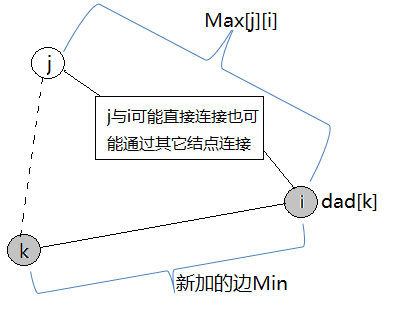 Max[j][i]
j
j与i可能直接连接也可
能通过其它结点连接
i
dad[k]
k
新加的边Min